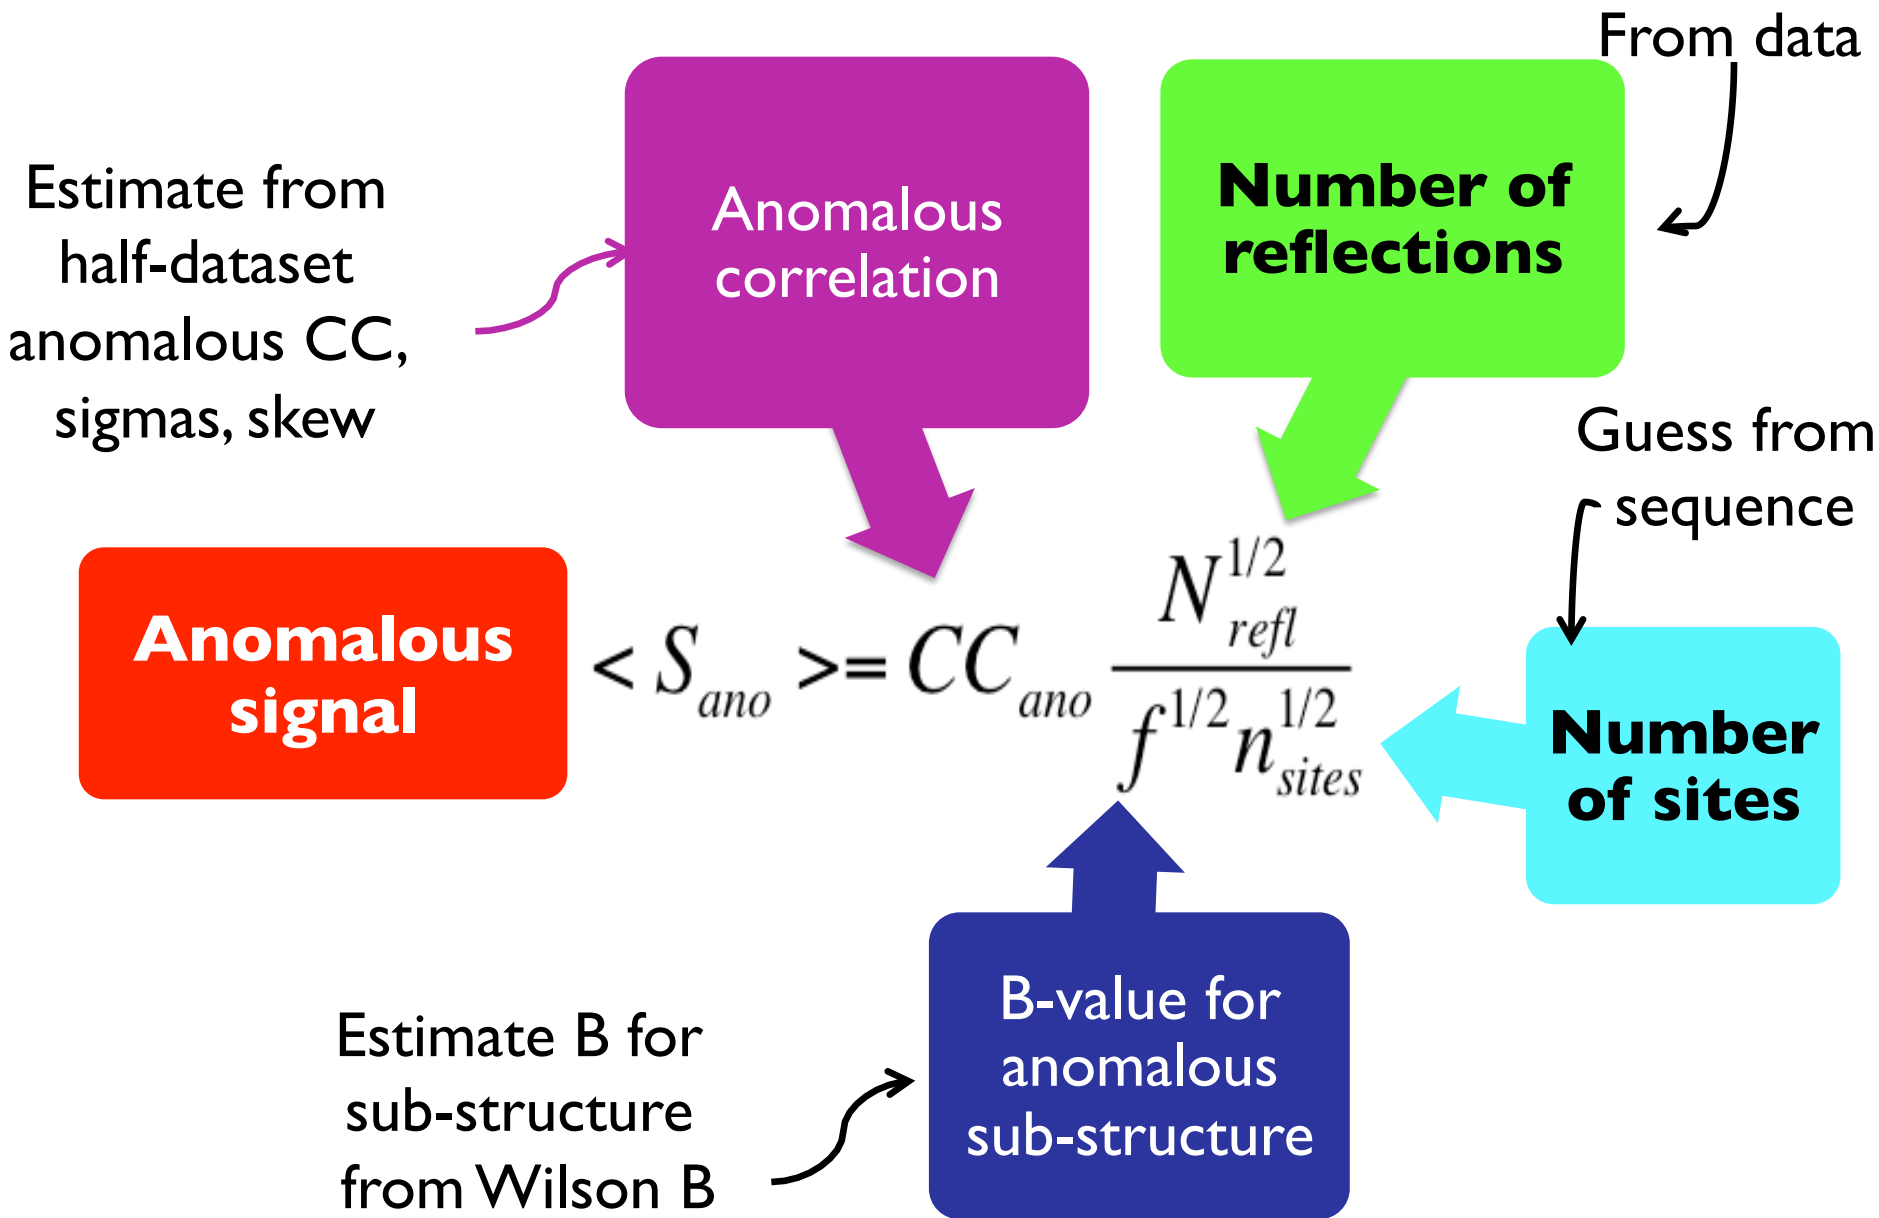 From data
Estimate from
half-dataset
anomalous CC,
sigmas, skew
Anomalous
correlation
Number of
reflections
Guess from
sequence
Anomalous
signal
< S_ano >= CC_ano N_refl^1/2 / f^1/2 n_sites^1/2
Number
of sites
Estimate B for
sub-structure
from Wilson B
B-value for
anomalous
sub-structure